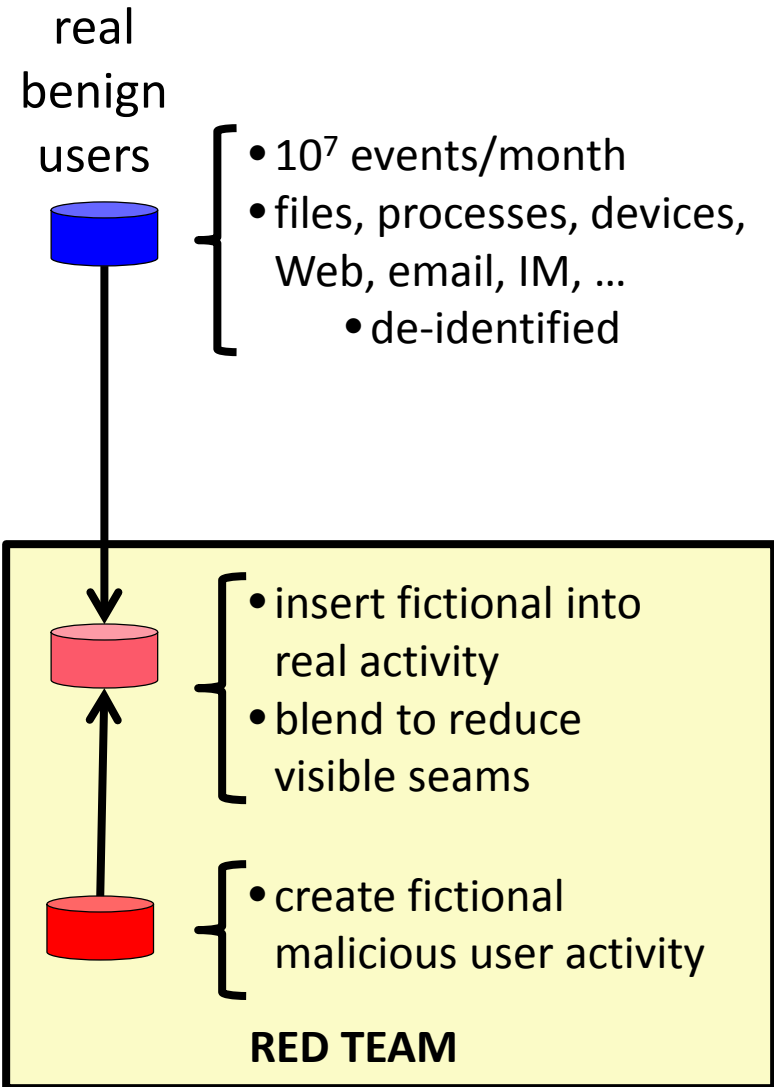 real
benign
users
• 10⁷ events/month
• files, processes, devices,
Web, email, IM, ...
• de-identified
• insert fictional into
real activity
• blend to reduce
visible seams
• create fictional
malicious user activity
RED TEAM